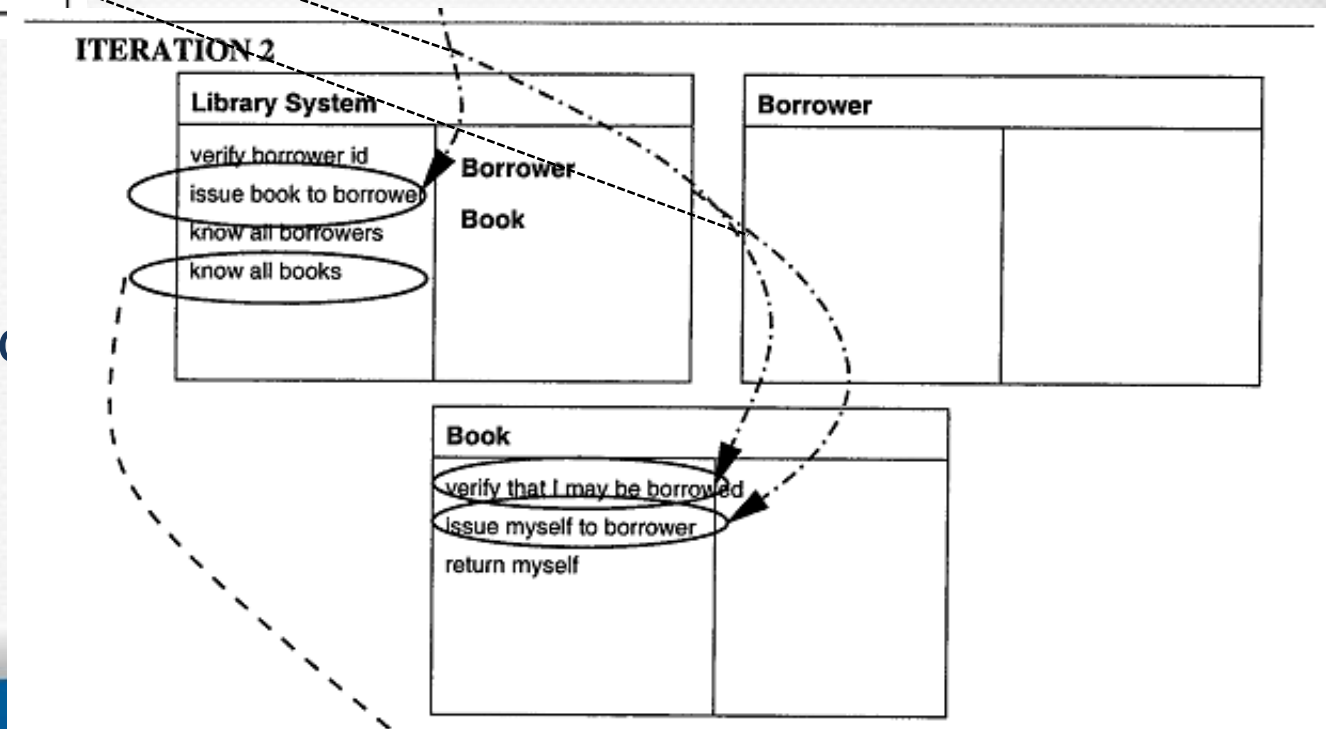 ITERATION 2
Library System
verify borrower id
issue book to borrower
know all borrowers
know all books
Borrower
Book
Borrower
Book
verify that I may be borrowed
issue myself to borrower
return myself